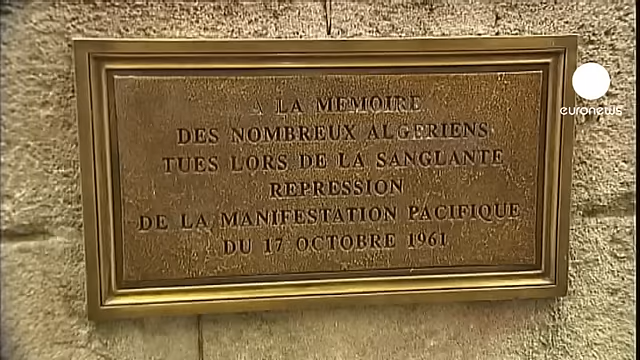 A LA MEMOIRE
DES NOMBREUX ALGERIENS
TUES LORS DE LA SANGLANTE
REPRESSION
DE LA MANIFESTATION PACIFIQUE
DU 17 OCTOBRE 1961
euronews